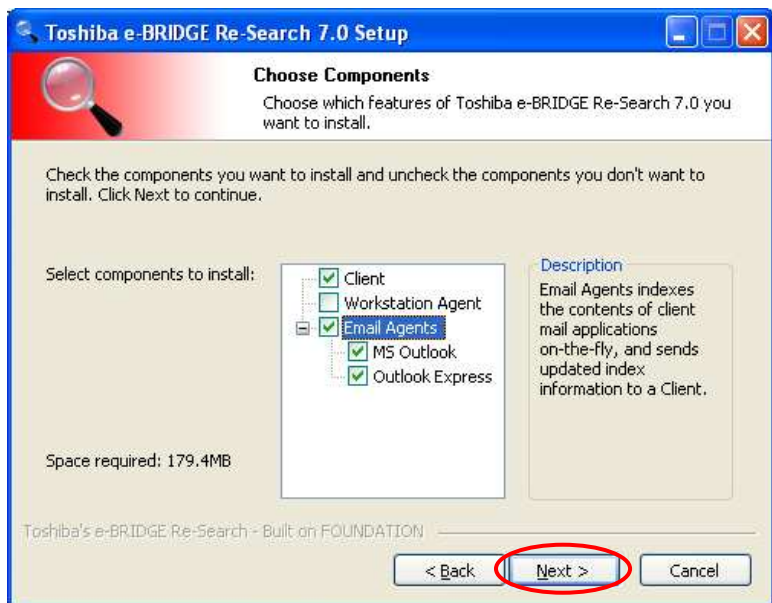 Toshiba e-BRIDGE Re-Search 7.0 Setup
Choose Components
Choose which features of Toshiba e-BRIDGE Re-Search 7.0 you
want to install.
Check the components you want to install and uncheck the components you don't want to
install. Click Next to continue.
Select components to install:
Client
Workstation Agent
Email Agents
MS Outlook
Outlook Express
Description
Email Agents indexes
the contents of client
mail applications
on-the-fly, and sends
updated index
information to a Client.
Space required: 179.4MB
Toshiba's e-BRIDGE Re-Search - Built on FOUNDATION
< Back
Next >
Cancel